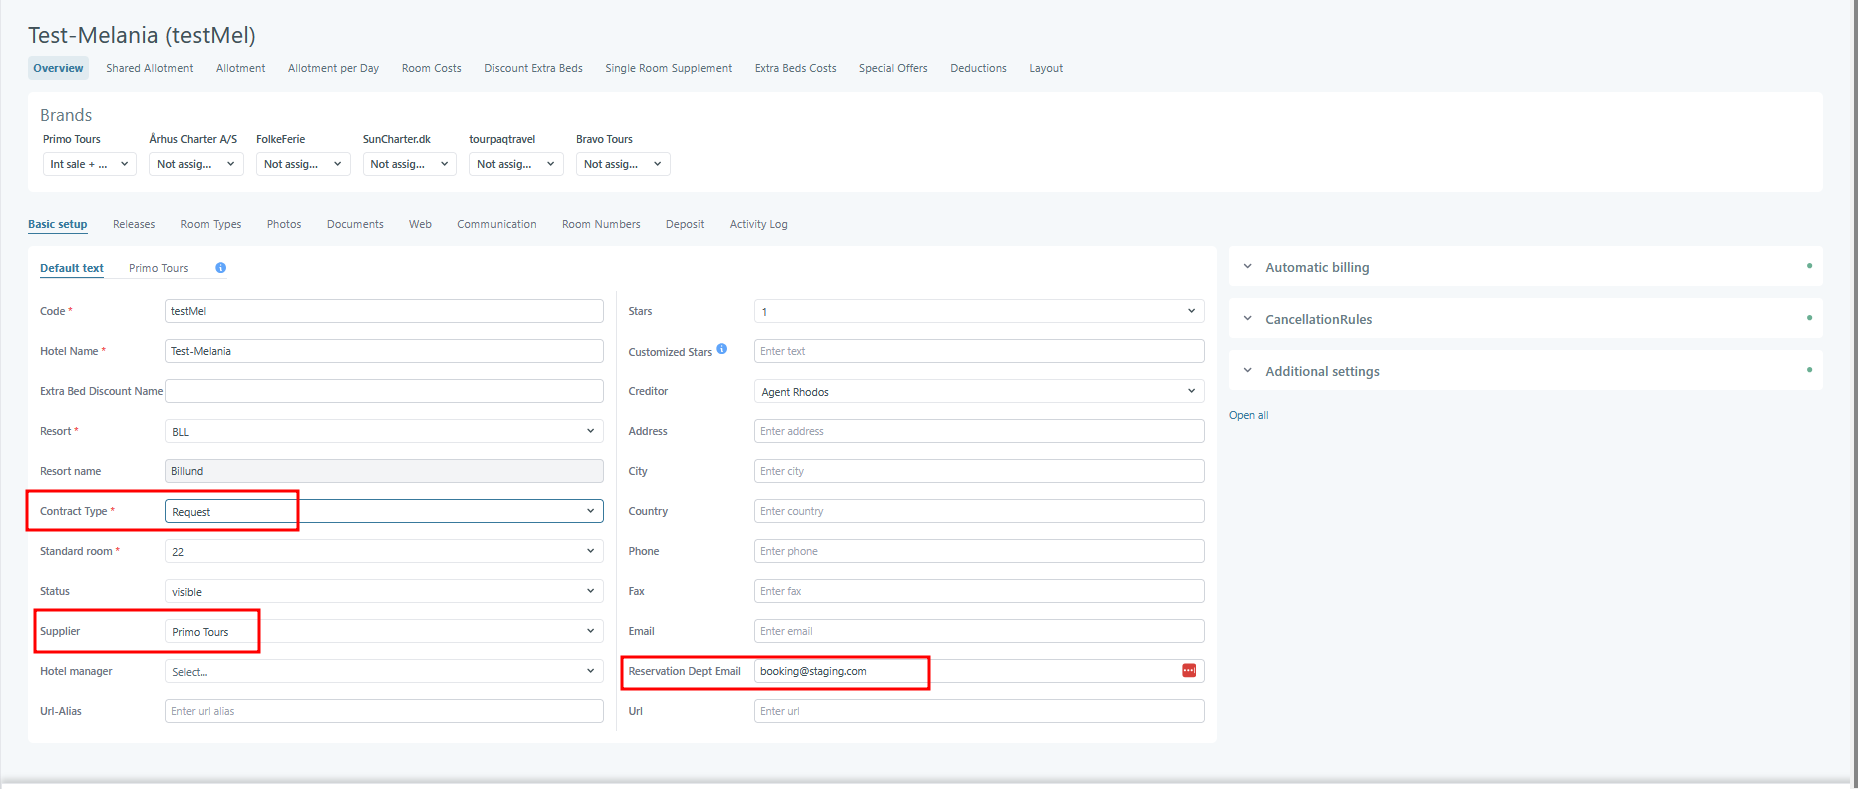 Test-Melania (testMel)
Overview Shared Allotment Allotment Allotment per Day Room Costs Discount Extra Beds Single Room Supplement Extra Beds Costs Special Offers Deductions Layout
Brands
Primo Tours Århus Charter A/S FolkeFerie SunCharter.dk tourpaqtravel Bravo Tours
Int sale + ... Not assig... Not assig... Not assig... Not assig... Not assig...
Basic setup Releases Room Types Photos Documents Web Communication Room Numbers Deposit Activity Log
Default text Primo Tours
Code * testMel
Hotel Name * Test-Melania
Extra Bed Discount Name
Resort * BLL
Resort name Billund
Contract Type * Request
Standard room * 22
Status visible
Supplier Primo Tours
Hotel manager Select...
Url-Alias Enter url alias
Stars 1
Customized Stars Enter text
Creditor Agent Rhodos
Address Enter address
City Enter city
Country Enter country
Phone Enter phone
Fax Enter fax
Email Enter email
Reservation Dept Email booking@staging.com
Url Enter url
Automatic billing
CancellationRules
Additional settings
Open all